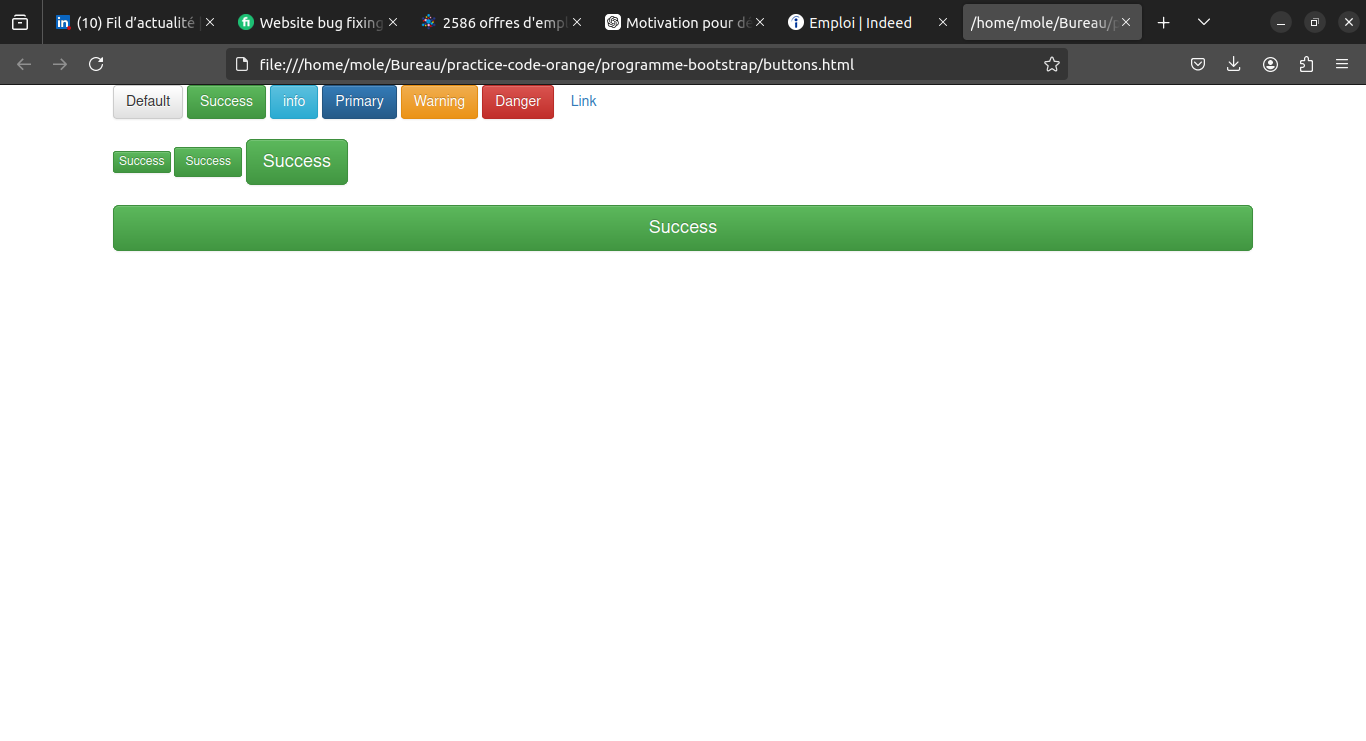 (10) Fil d'actualité | Website bug fixing 2586 offres d'empl Motivation pour dé Emploi | Indeed /home/mole/Bureau/p
file:///home/mole/Bureau/practice-code-orange/programme-bootstrap/buttons.html
Default Success info Primary Warning Danger Link
Success Success Success
Success